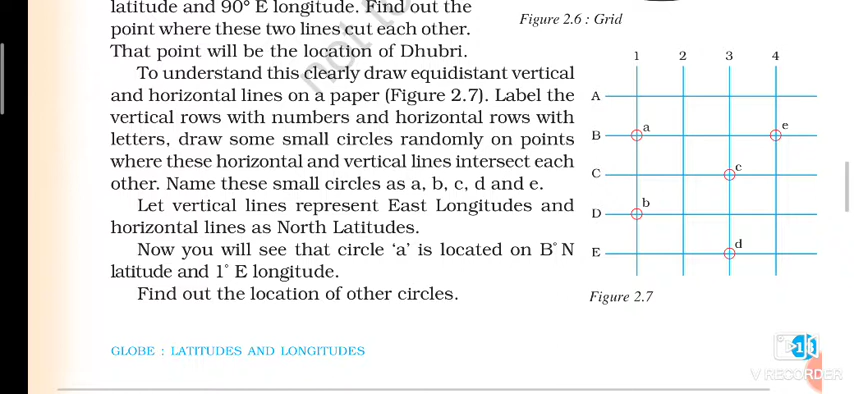 latitude and 90° E longitude. Find out the
point where these two lines cut each other.
That point will be the location of Dhubri.
To understand this clearly draw equidistant vertical
and horizontal lines on a paper (Figure 2.7). Label the
vertical rows with numbers and horizontal rows with
letters, draw some small circles randomly on points
where these horizontal and vertical lines intersect each
other. Name these small circles as a, b, c, d and e.
Let vertical lines represent East Longitudes and
horizontal lines as North Latitudes.
Now you will see that circle ‘a’ is located on B° N
latitude and 1° E longitude.
Find out the location of other circles.
GLOBE : LATITUDES AND LONGITUDES
not to
Figure 2.6 : Grid
1 2 3 4
A
B a e
C c
D b
E d
Figure 2.7
V RECORDER